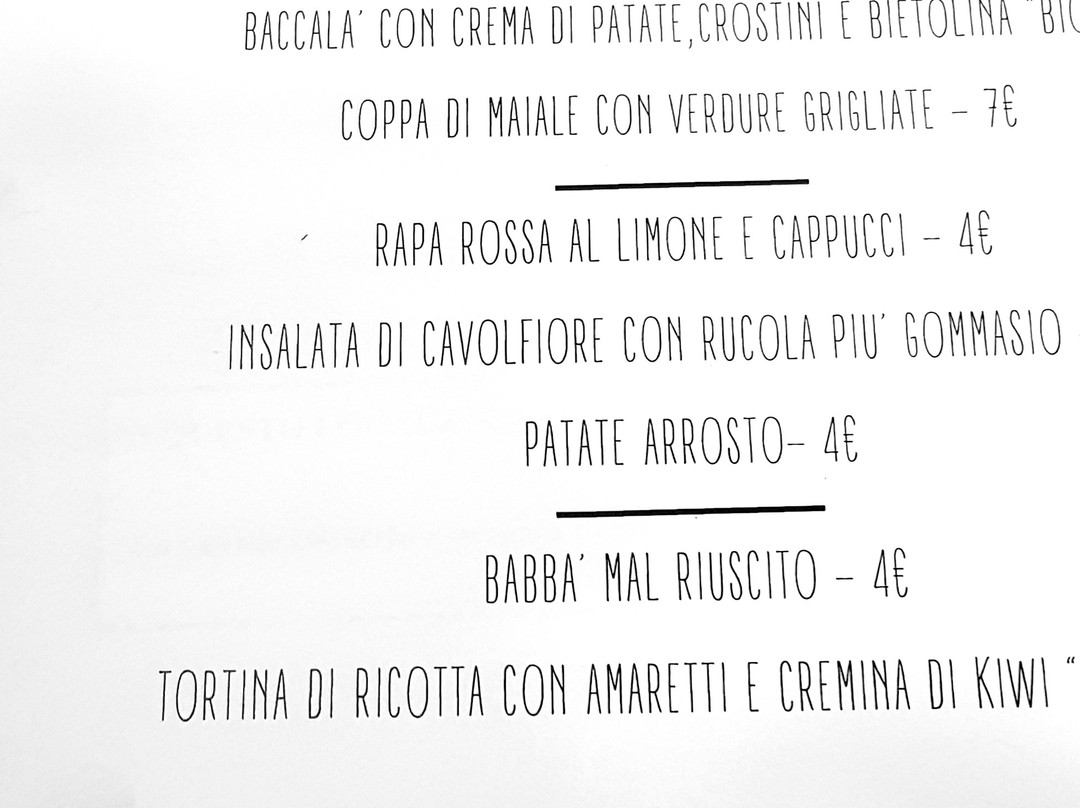 BACCALA' CON CREMA DI PATATE,CROSTINI E BIETOLINA
COPPA DI MAIALE CON VERDURE GRIGLIATE – 7€
RAPA ROSSA AL LIMONE E CAPPUCCI – 4€
INSALATA DI CAVOLFIORE CON RUCOLA PIU' GOMMASIO
PATATE ARROSTO– 4€
BABBA' MAL RIUSCITO – 4€
TORTINA DI RICOTTA CON AMARETTI E CREMINA DI KIWI "